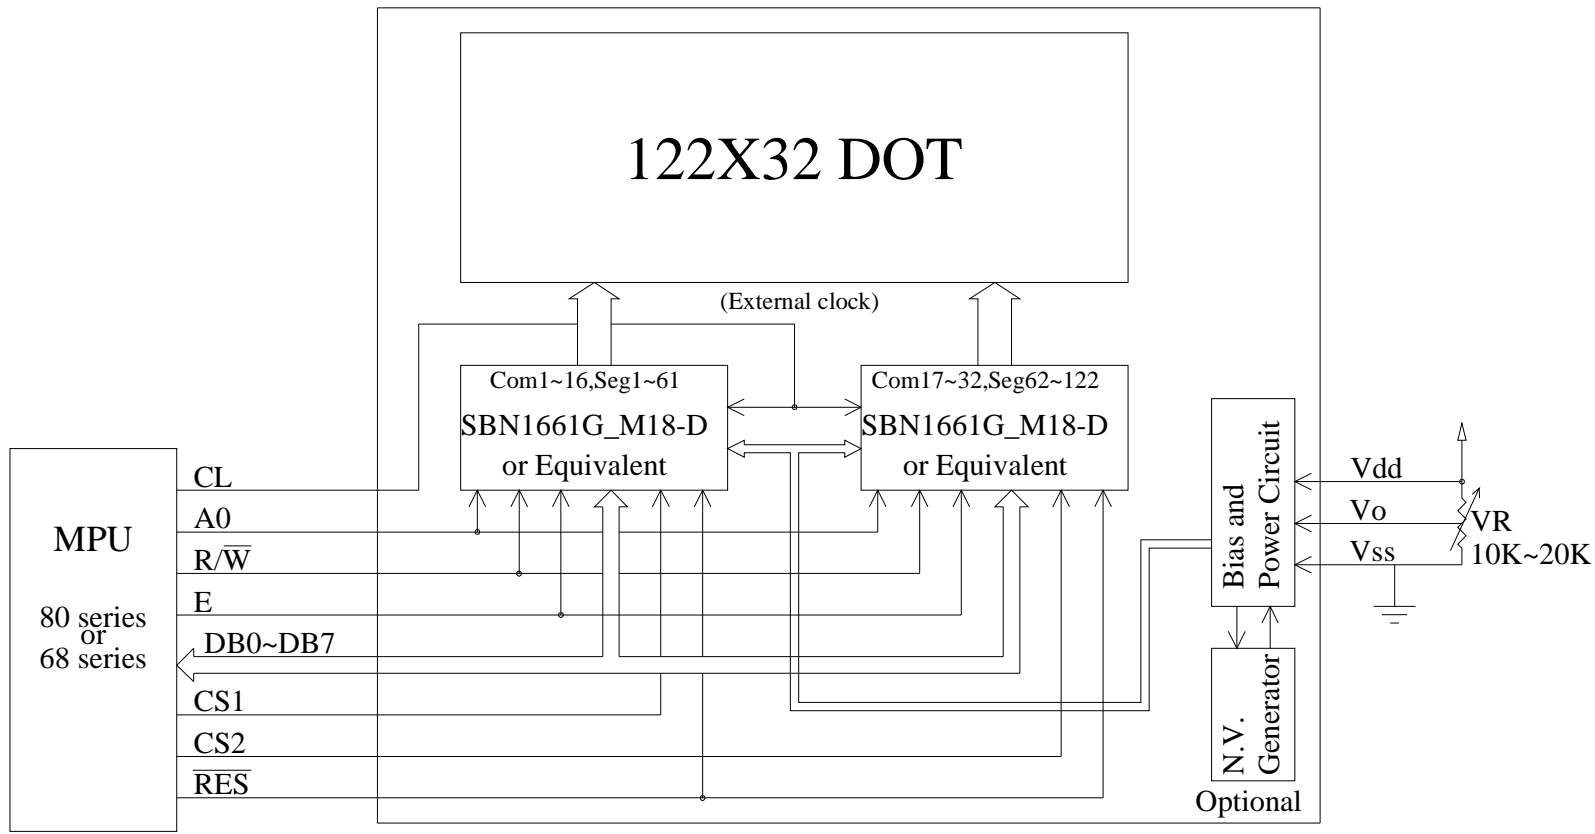 122X32 DOT
(External clock)
Com1~16,Seg1~61
SBN1661G_M18-D
or Equivalent
Com17~32,Seg62~122
SBN1661G_M18-D
or Equivalent
MPU
80 series
or
68 series
CL
A0
R/W̅
E
DB0~DB7
CS1
CS2
R̅E̅S̅
Bias and
Power Circuit
N.V.
Generator
Optional
Vdd
Vo
Vss
VR
10K~20K